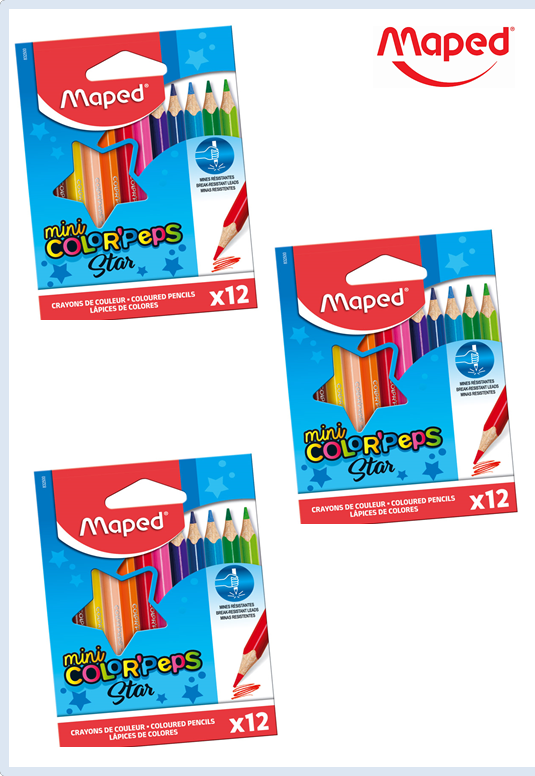 Maped®
Maped®
MINES RÉSISTANTES
BREAK-RESISTANT LEADS
MINAS RESISTENTES
mini
COLOR'PePS
Star
CRAYONS DE COULEUR • COLOURED PENCILS
LÁPICES DE COLORES
x12
Maped®
MINES RÉSISTANTES
BREAK-RESISTANT LEADS
MINAS RESISTENTES
mini
COLOR'PePS
Star
CRAYONS DE COULEUR • COLOURED PENCILS
LÁPICES DE COLORES
x12
Maped®
MINES RÉSISTANTES
BREAK-RESISTANT LEADS
MINAS RESISTENTES
mini
COLOR'PePS
Star
CRAYONS DE COULEUR • COLOURED PENCILS
LÁPICES DE COLORES
x12